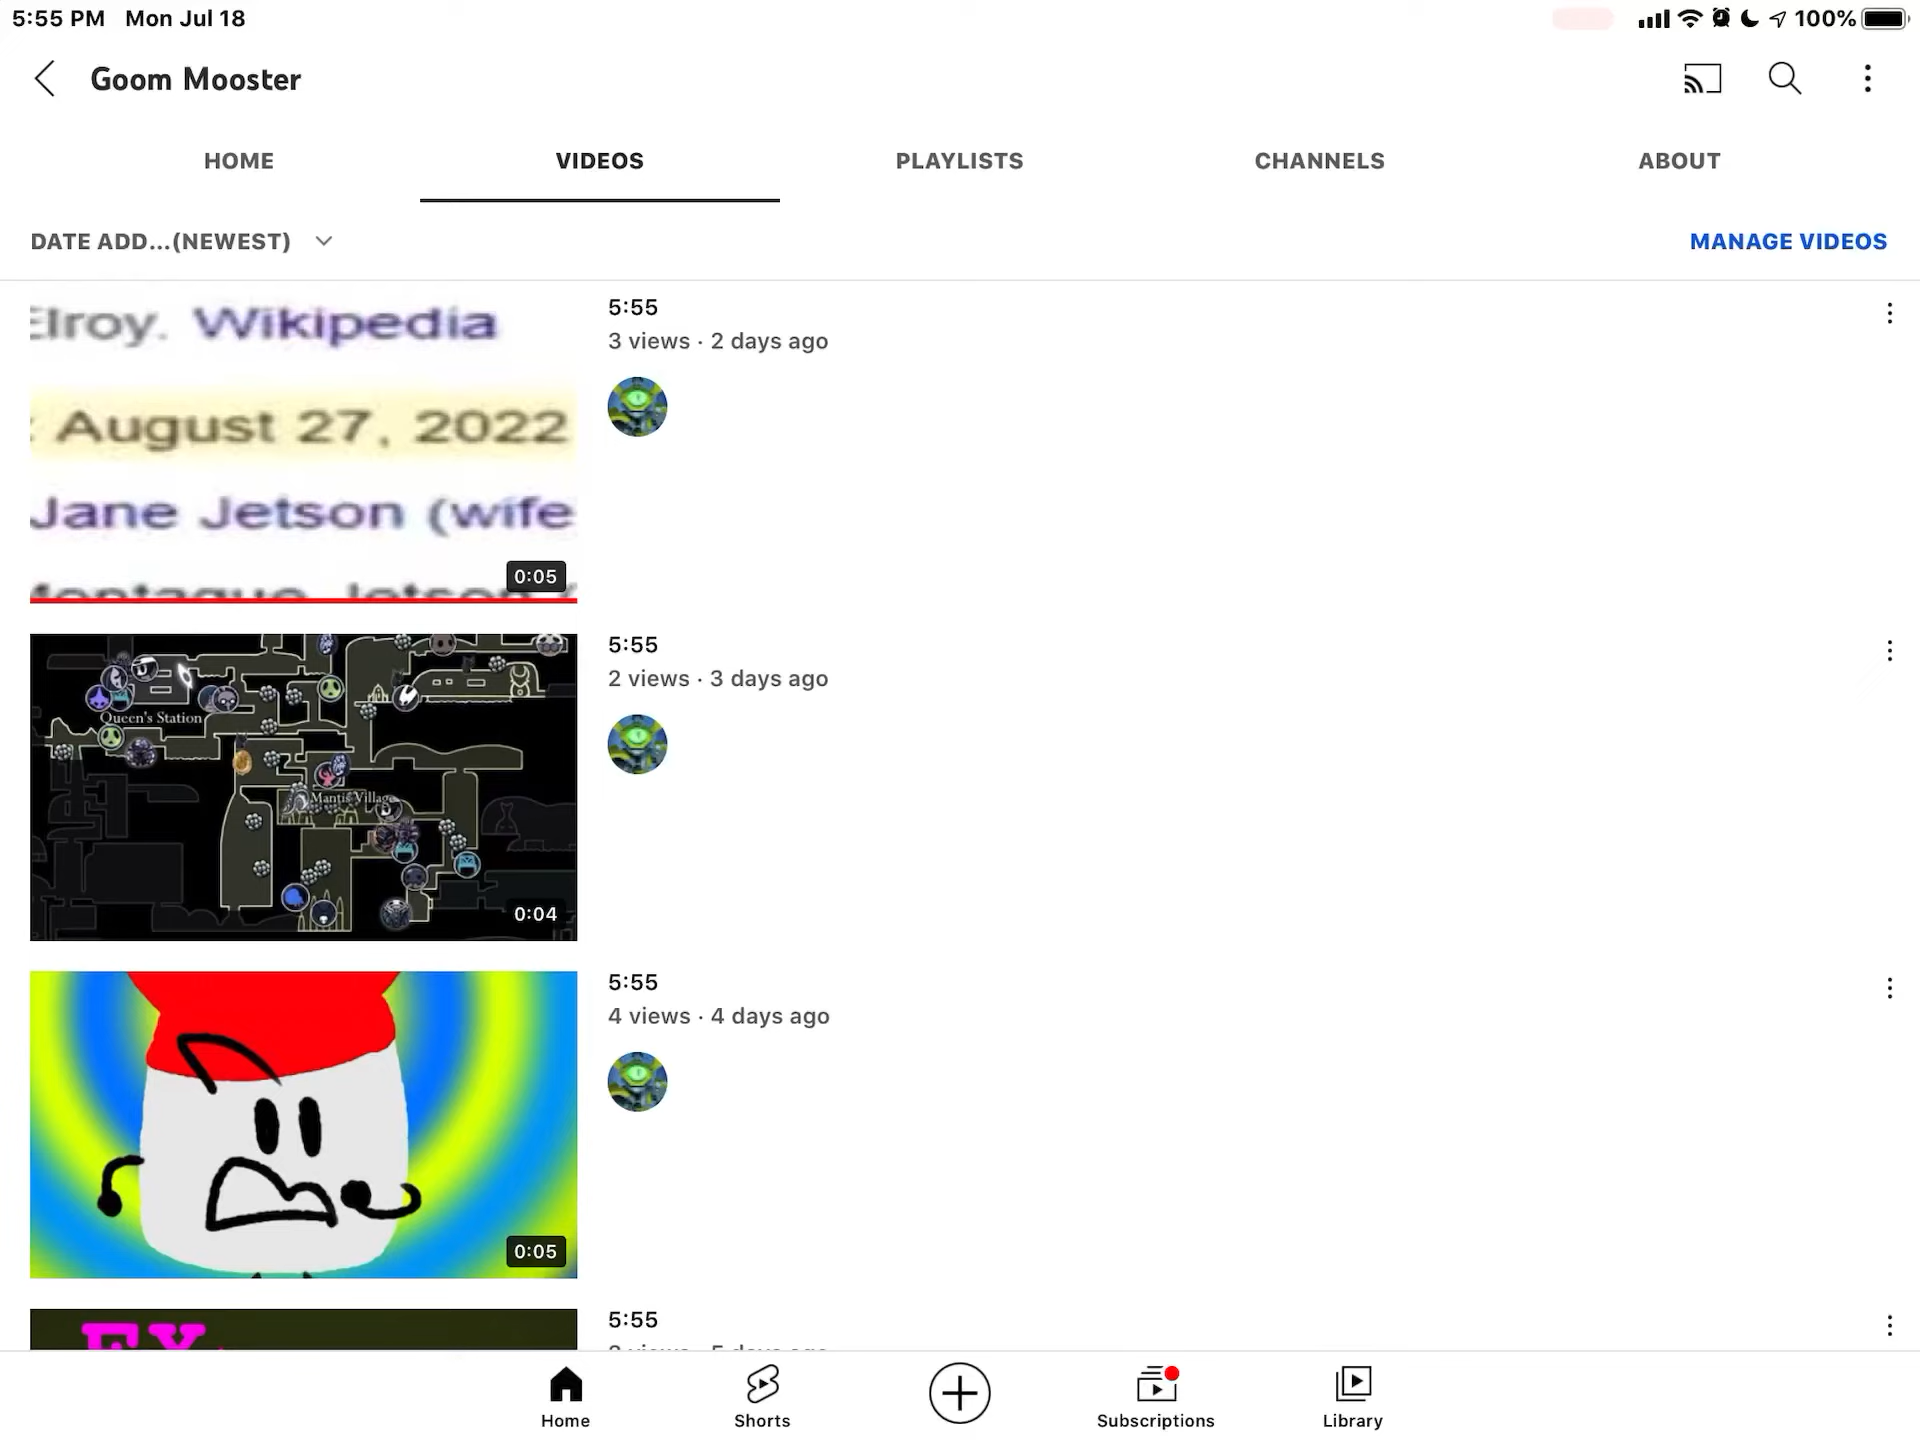 5:55 PM Mon Jul 18
100%
Goom Mooster
HOME VIDEOS PLAYLISTS CHANNELS ABOUT
DATE ADD...(NEWEST)
MANAGE VIDEOS
Elroy. Wikipedia
August 27, 2022
Jane Jetson (wife
0:05
5:55
3 views · 2 days ago
Queen's Station
Mantis Village
0:04
5:55
2 views · 3 days ago
0:05
5:55
4 views · 4 days ago
EX
5:55
Home Shorts Subscriptions Library